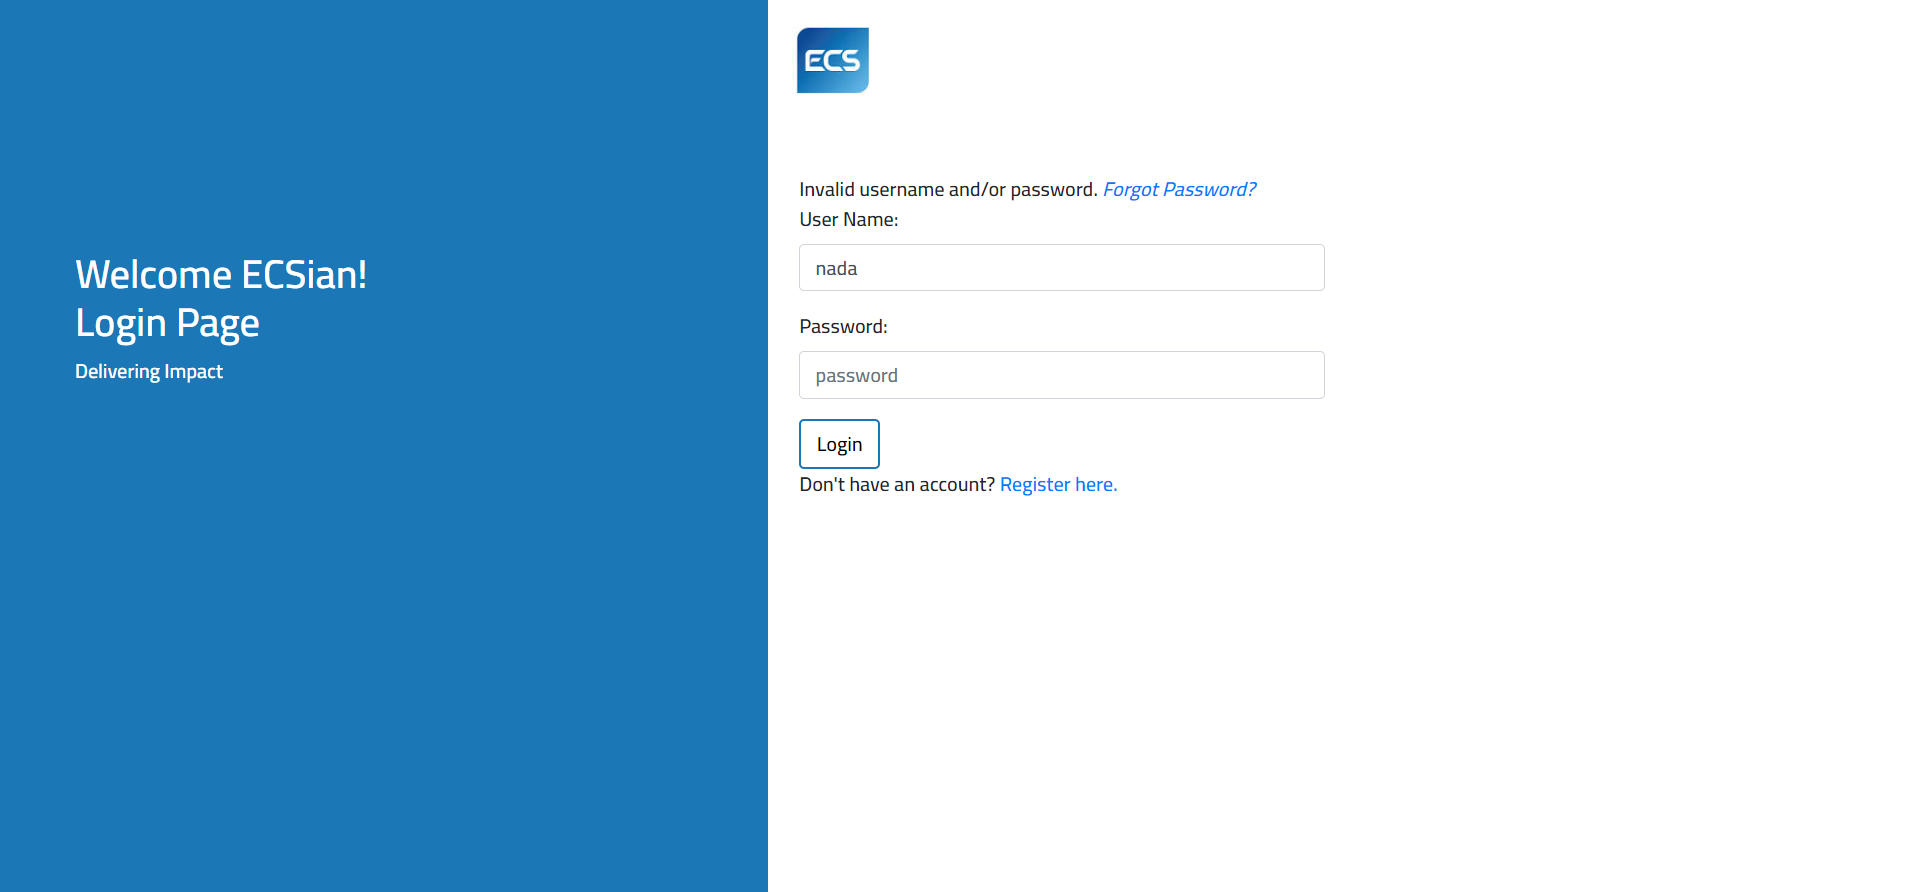 Welcome ECSian!
Login Page
Delivering Impact
ECS
Invalid username and/or password. Forgot Password?
User Name:
nada
Password:
password
Login
Don't have an account? Register here.